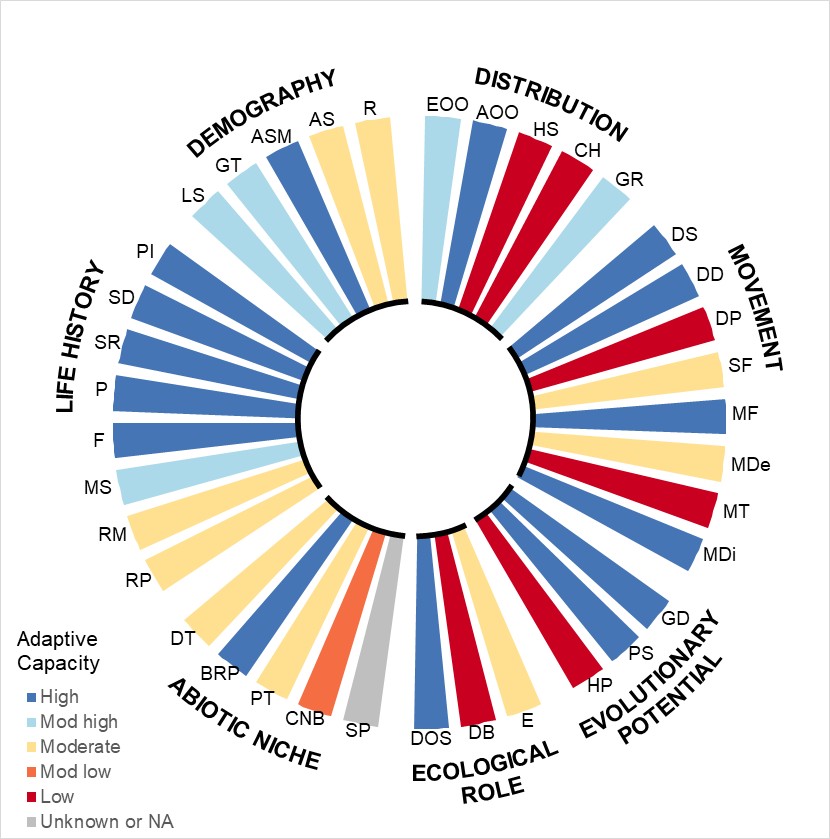 DEMOGRAPHY
DISTRIBUTION
R
AS
ASM
GT
LS
EOO
AOO
HS
CH
GR
MOVEMENT
DS
DD
DP
SF
MF
MDe
MT
MDi
LIFE HISTORY
PI
SD
SR
P
F
MS
RM
RP
EVOLUTIONARY
POTENTIAL
GD
PS
HP
ECOLOGICAL
ROLE
E
DB
DOS
ABIOTIC NICHE
DT
BRP
PT
CNB
SP
Adaptive
Capacity
High
Mod high
Moderate
Mod low
Low
Unknown or NA